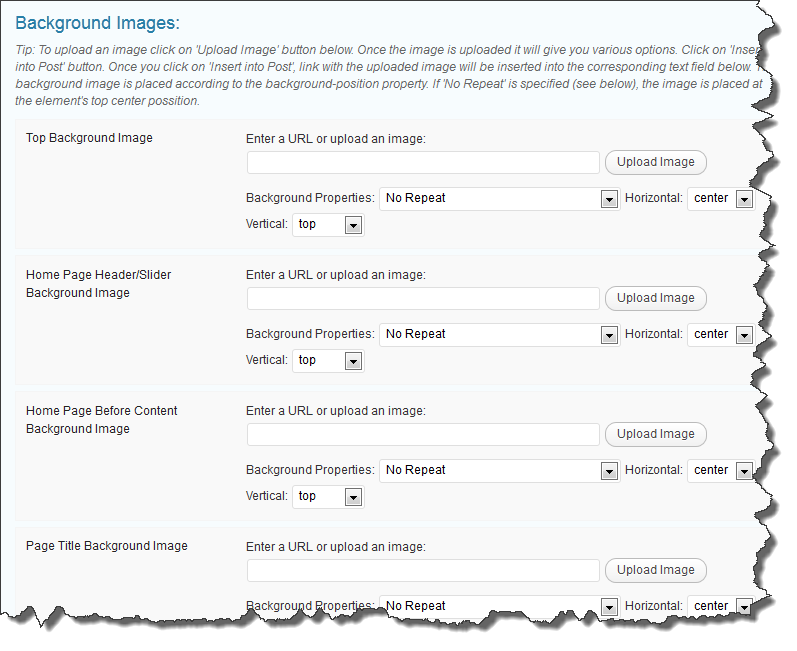 Background Images:
Tip: To upload an image click on 'Upload Image' button below. Once the image is uploaded it will give you various options. Click on 'Insert
into Post' button. Once you click on 'Insert into Post', link with the uploaded image will be inserted into the corresponding text field below.
background image is placed according to the background-position property. If 'No Repeat' is specified (see below), the image is placed at
the element's top center possition.
Top Background Image
Enter a URL or upload an image:
Upload Image
Background Properties: No Repeat Horizontal: center
Vertical: top
Home Page Header/Slider
Background Image
Enter a URL or upload an image:
Upload Image
Background Properties: No Repeat Horizontal: center
Vertical: top
Home Page Before Content
Background Image
Enter a URL or upload an image:
Upload Image
Background Properties: No Repeat Horizontal: center
Vertical: top
Page Title Background Image
Enter a URL or upload an image:
Upload Image
Background Properties: No Repeat Horizontal: center